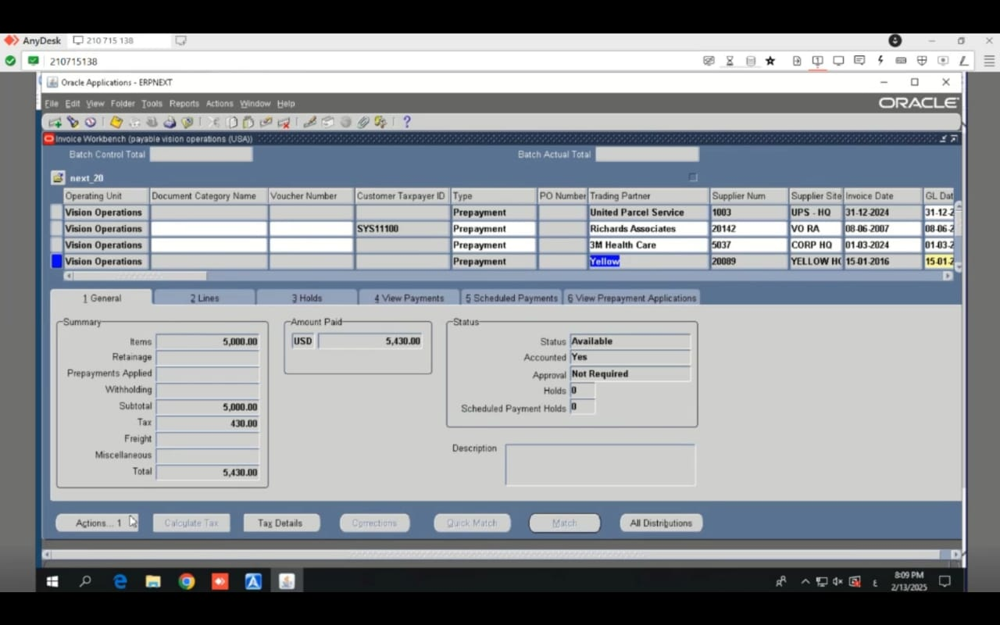 AnyDesk 210 715 138
210715138
Oracle Applications - ERPNEXT
File Edit View Folder Tools Reports Actions Window Help
ORACLE
Invoice Workbench (payable vision operations (USA))
Batch Control Total Batch Actual Total
next_20
Operating Unit Document Category Name Voucher Number Customer Taxpayer ID Type PO Number Trading Partner Supplier Num Supplier Site Invoice Date GL Dat
Vision Operations Prepayment United Parcel Service 1003 UPS - HQ 31-12-2024 31-12-2
Vision Operations SYS11100 Prepayment Richards Associates 20142 VO RA 08-06-2007 08-06-2
Vision Operations Prepayment 3M Health Care 5037 CORP HQ 01-03-2024 01-03-2
Vision Operations Prepayment Yellow 20089 YELLOW HQ 15-01-2016 15-01-2
1 General 2 Lines 3 Holds 4 View Payments 5 Scheduled Payments 6 View Prepayment Applications
Summary Amount Paid Status
Items 5,000.00 USD 5,430.00 Status Available
Retainage Accounted Yes
Prepayments Applied Approval Not Required
Withholding Holds 0
Subtotal 5,000.00 Scheduled Payment Holds 0
Tax 430.00
Freight
Description
Miscellaneous
Total 5,430.00
Actions... 1 Calculate Tax Tax Details Corrections Quick Match Match All Distributions
ع 8:09 PM
2/13/2025